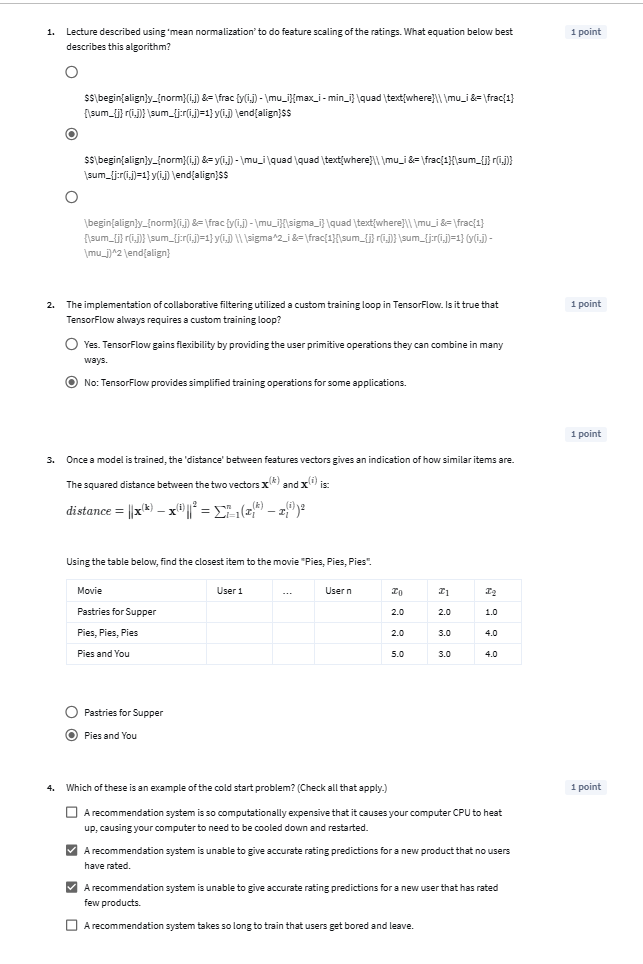 1. Lecture described using 'mean normalization' to do feature scaling of the ratings. What equation below best
describes this algorithm?
1 point
$$\begin{align}y_{norm}(i,j) &= \frac {y(i,j) - \mu_i}{max_i - min_i} \quad \text{where}\\ \mu_i &= \frac{1}
{\sum_{j} r(i,j)} \sum_{j:r(i,j)=1} y(i,j) \end{align}$$
$$\begin{align}y_{norm}(i,j) &= y(i,j) - \mu_i \quad \quad \text{where}\\ \mu_i &= \frac{1}{\sum_{j} r(i,j)}
\sum_{j:r(i,j)=1} y(i,j) \end{align}$$
\begin{align}y_{norm}(i,j) &= \frac {y(i,j) - \mu_i}{\sigma_i} \quad \text{where}\\ \mu_i &= \frac{1}
{\sum_{j} r(i,j)} \sum_{j:r(i,j)=1} y(i,j) \\ \sigma^2_i &= \frac{1}{\sum_{j} r(i,j)} \sum_{j:r(i,j)=1} (y(i,j) -
\mu_j)^2 \end{align}
2. The implementation of collaborative filtering utilized a custom training loop in TensorFlow. Is it true that
TensorFlow always requires a custom training loop?
1 point
Yes. TensorFlow gains flexibility by providing the user primitive operations they can combine in many
ways.
No: TensorFlow provides simplified training operations for some applications.
1 point
3. Once a model is trained, the 'distance' between features vectors gives an indication of how similar items are.
The squared distance between the two vectors x^(k) and x^(i) is:
distance = ||x^(k) − x^(i)||² = ∑_{l=1}^{n}(x_l^(k) − x_l^(i))²
Using the table below, find the closest item to the movie "Pies, Pies, Pies".
Movie User 1 ... User n x₀ x₁ x₂
Pastries for Supper 2.0 2.0 1.0
Pies, Pies, Pies 2.0 3.0 4.0
Pies and You 5.0 3.0 4.0
Pastries for Supper
Pies and You
4. Which of these is an example of the cold start problem? (Check all that apply.)
1 point
A recommendation system is so computationally expensive that it causes your computer CPU to heat
up, causing your computer to need to be cooled down and restarted.
A recommendation system is unable to give accurate rating predictions for a new product that no users
have rated.
A recommendation system is unable to give accurate rating predictions for a new user that has rated
few products.
A recommendation system takes so long to train that users get bored and leave.